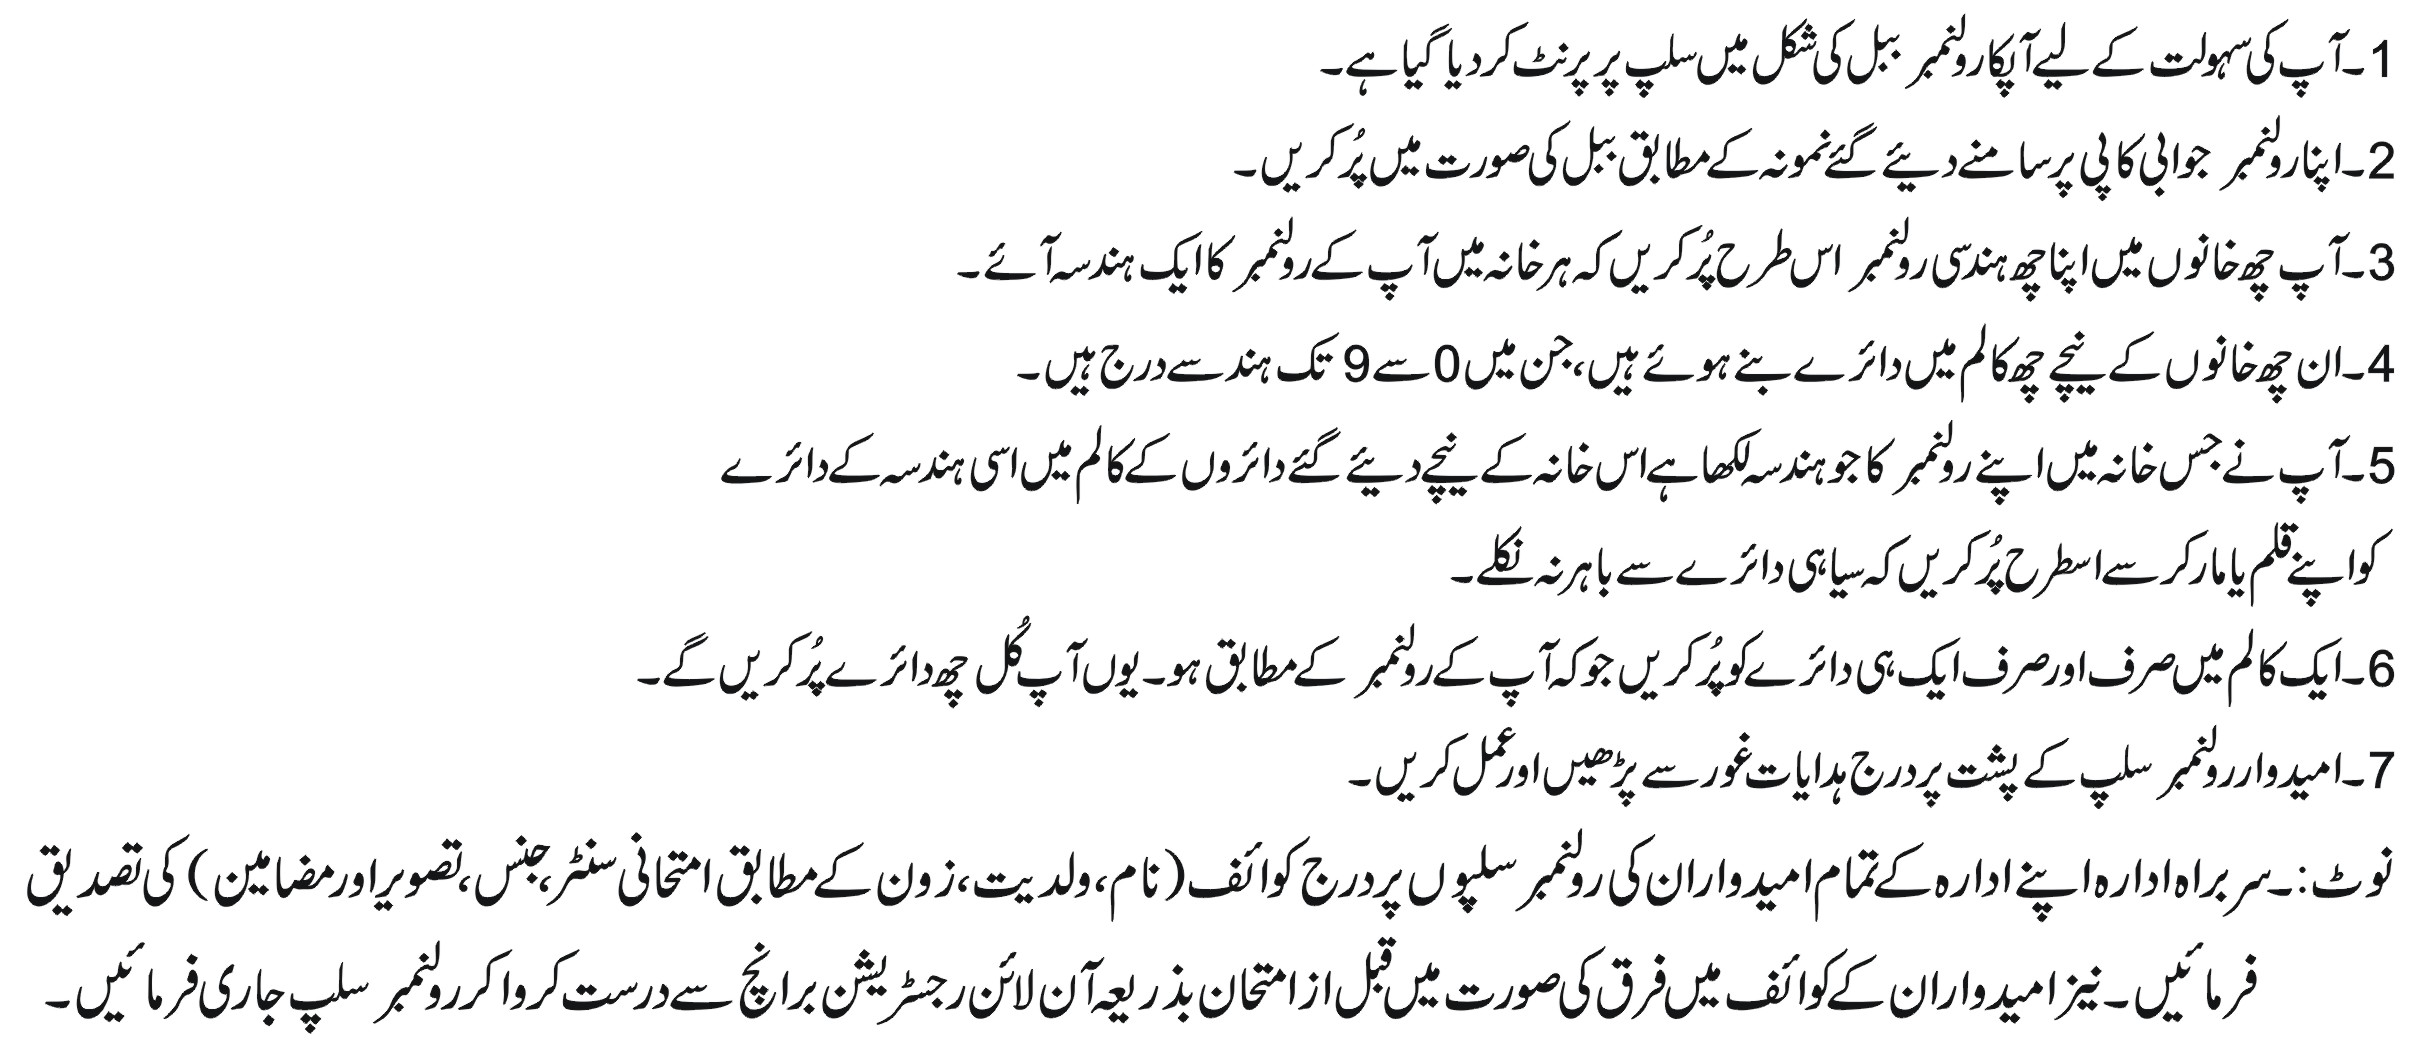 1۔آپ کی سہولت کے لیے آپکا رولنمبر ببل کی شکل میں سلپ پر پرنٹ کر دیا گیا ہے۔
2۔اپنا رولنمبر جوابی کاپی پر سامنے دیئے گئے نمونہ کے مطابق ببل کی صورت میں پُر کریں۔
3۔آپ چھ خانوں میں اپنا چھ ہندسی رولنمبر اس طرح پُر کریں کہ ہر خانہ میں آپ کے رولنمبر کا ایک ہندسہ آئے۔
4۔ان چھ خانوں کے نیچے چھ کالم میں دائرے بنے ہوئے ہیں، جن میں 0 سے 9 تک ہندسے درج ہیں۔
5۔آپ نے جس خانہ میں اپنے رولنمبر کا جو ہندسہ لکھا ہے اس خانہ کے نیچے دیئے گئے دائروں کے کالم میں اسی ہندسہ کے دائرے
کو اپنے قلم یا مارکر سے اسطرح پُر کریں کہ سیاہی دائرے سے باہر نہ نکلے۔
6۔ایک کالم میں صرف اور صرف ایک ہی دائرے کو پُر کریں جو کہ آپ کے رولنمبر کے مطابق ہو۔ یوں آپ کُل چھ دائرے پُر کریں گے۔
7۔امیدوار رولنمبر سلپ کے پشت پر درج ہدایات غور سے پڑھیں اور عمل کریں۔
نوٹ:۔سربراہ ادارہ اپنے ادارہ کے تمام امیدواران کی رولنمبر سلپوں پر درج کوائف (نام، ولدیت، زون کے مطابق امتحانی سنٹر، جنس، تصویر اور مضامین) کی تصدیق
فرمائیں۔ نیز امیدواران کے کوائف میں فرق کی صورت میں قبل از امتحان بذریعہ آن لائن رجسٹریشن برانچ سے درست کروا کر رولنمبر سلپ جاری فرمائیں۔